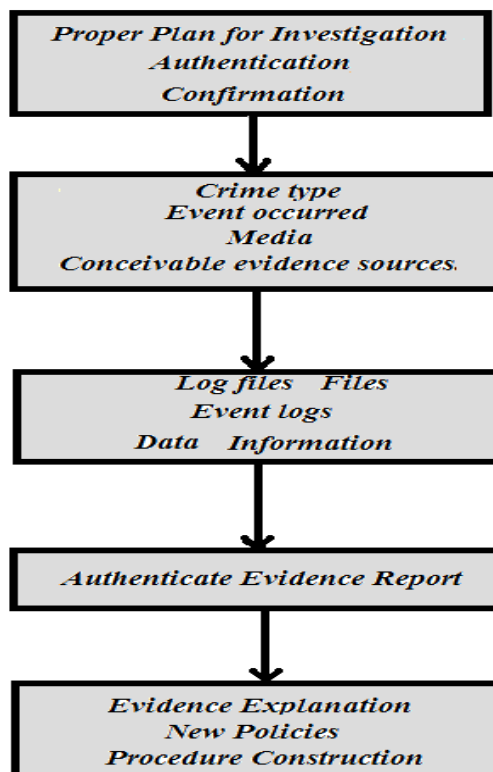 Proper Plan for Investigation
Authentication
Confirmation
Crime type
Event occurred
Media
Conceivable evidence sources.
Log files Files
Event logs
Data Information
Authenticate Evidence Report
Evidence Explanation
New Policies
Procedure Construction